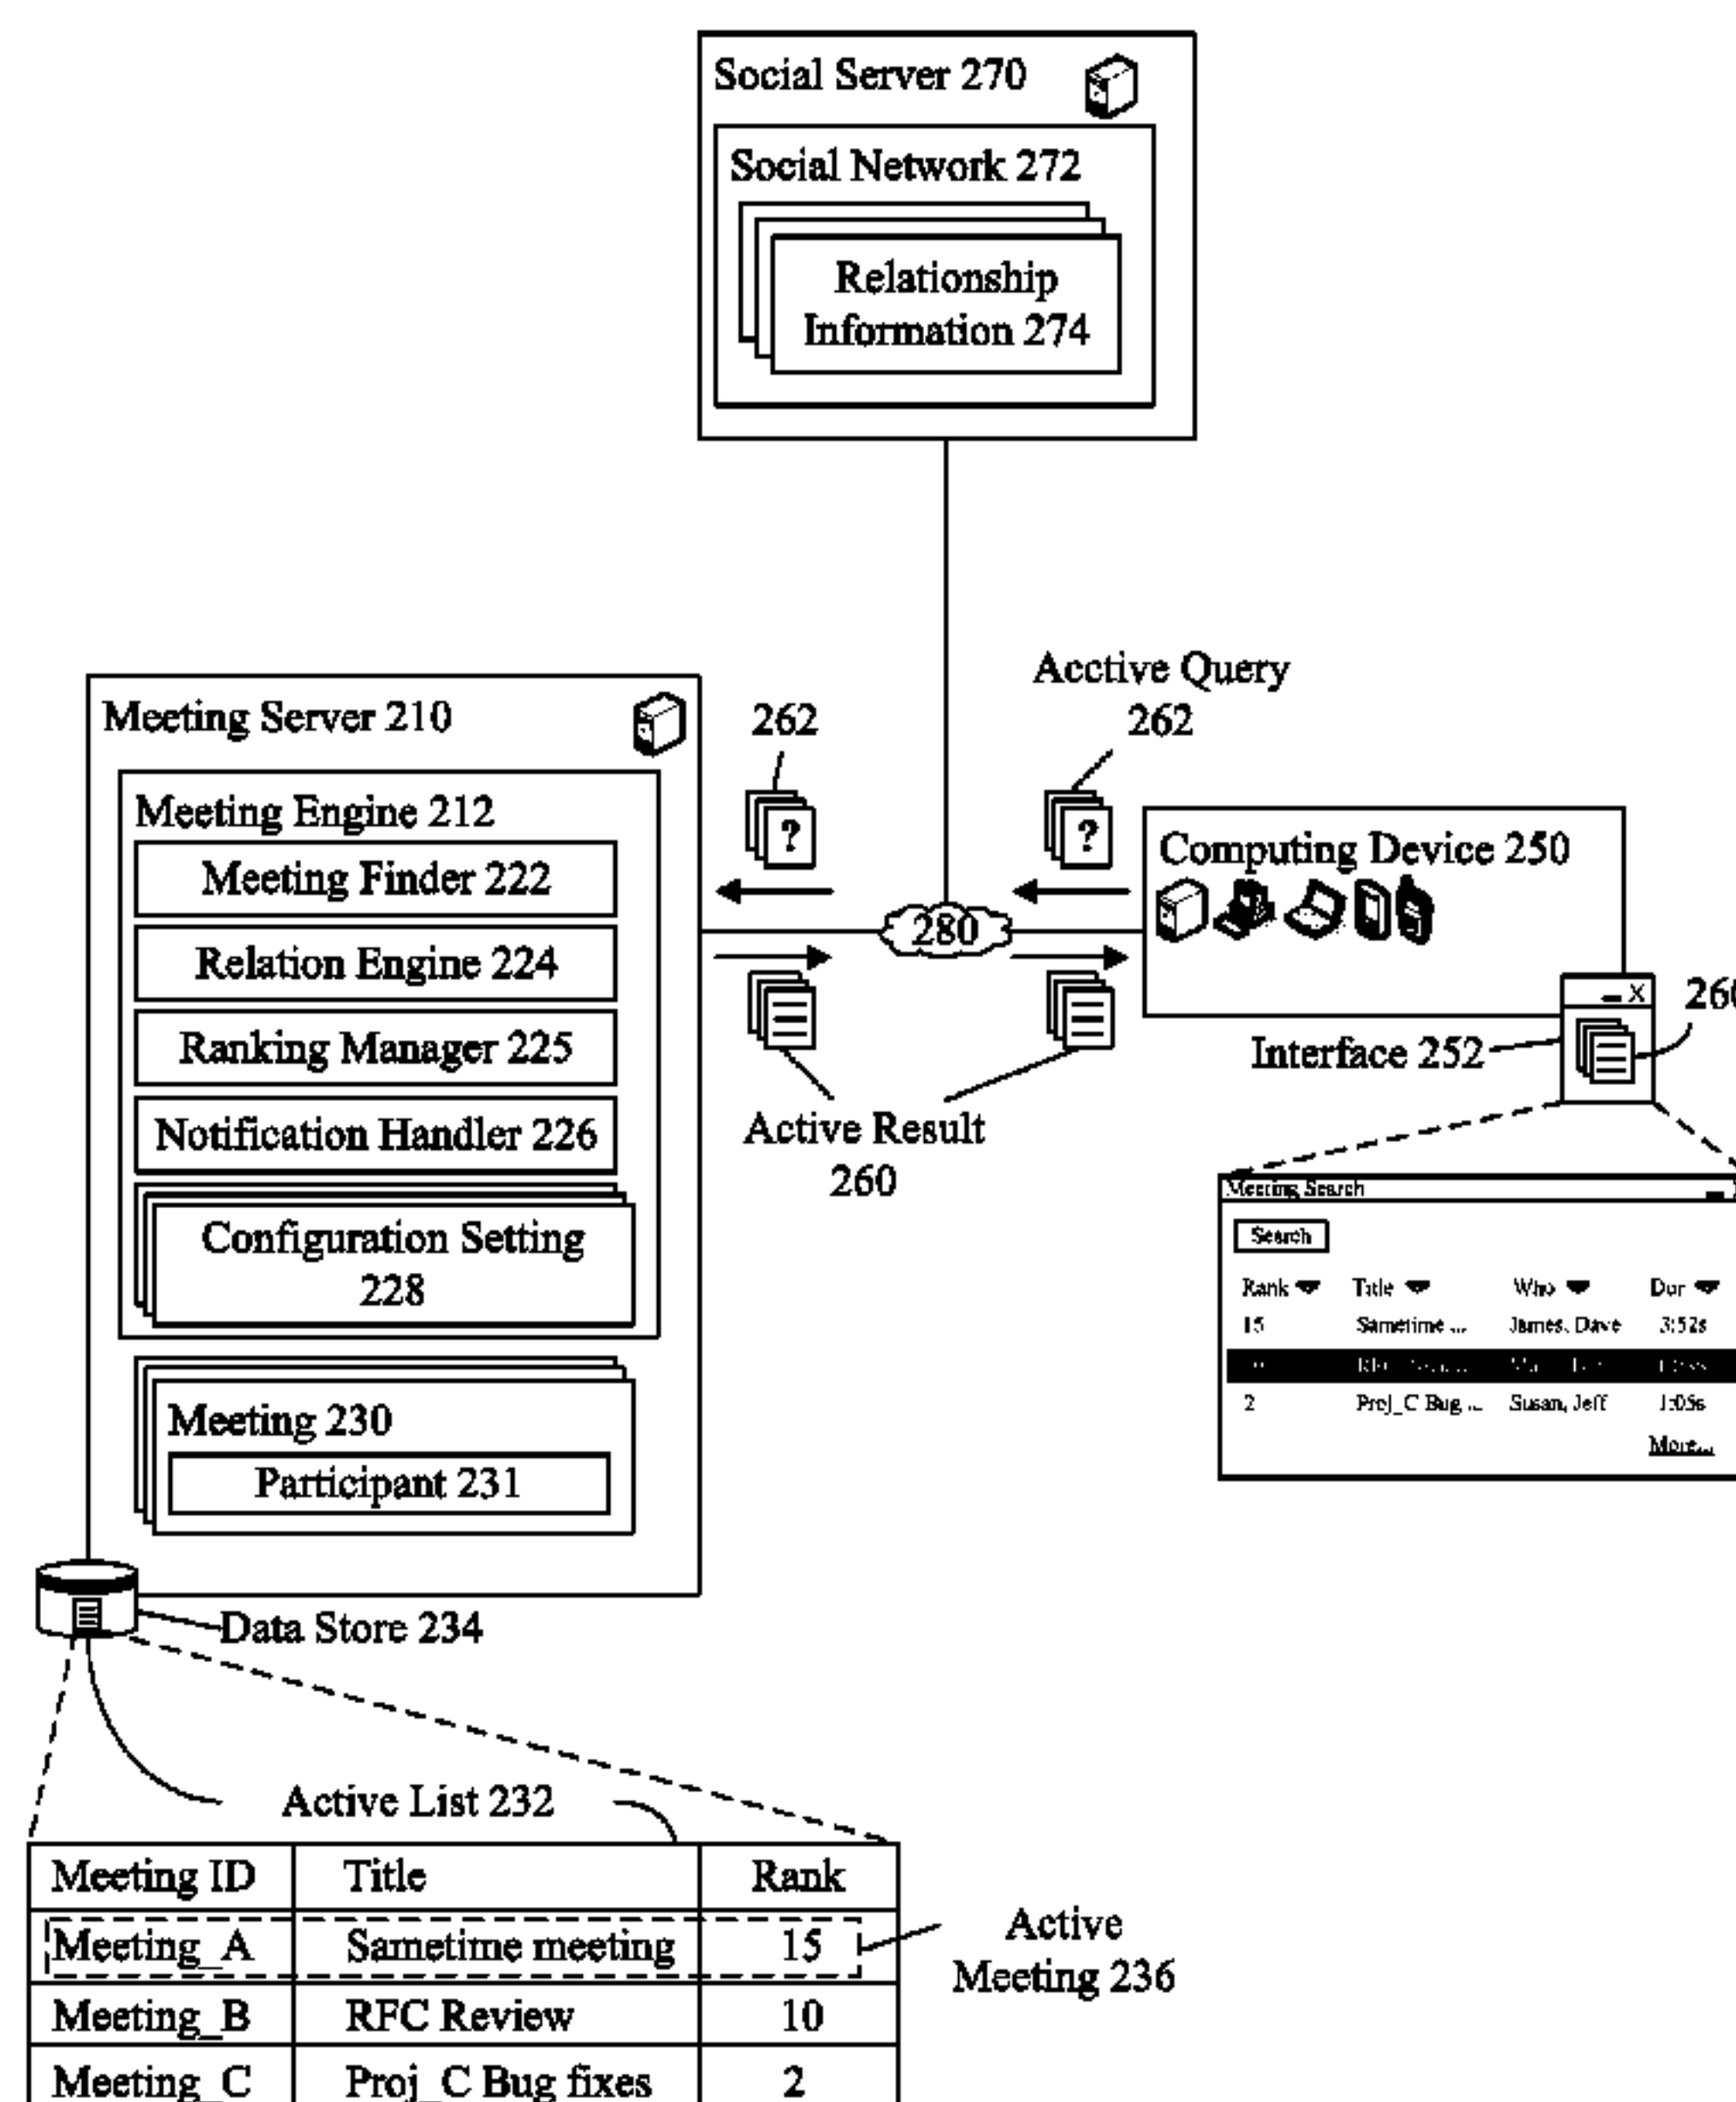 Social Server 270
Social Network 272
Relationship
Information 274
Acctive Query
262
262
Meeting Server 210
Meeting Engine 212
Meeting Finder 222
Relation Engine 224
Ranking Manager 225
Notification Handler 226
Configuration Setting
228
Meeting 230
Participant 231
?
?
280
Computing Device 250
X
Interface 252
Active Result
260
Meeting Search
Search
Rank Title Who Dur
15 Sametime ... James, Dave 3:52s
2 Proj_C Bug ... Susan, Jeff 1:05s
More...
Data Store 234
Active List 232
Meeting ID Title Rank
Meeting_A Sametime meeting 15
Meeting_B RFC Review 10
Meeting_C Proj_C Bug fixes 2
Active
Meeting 236